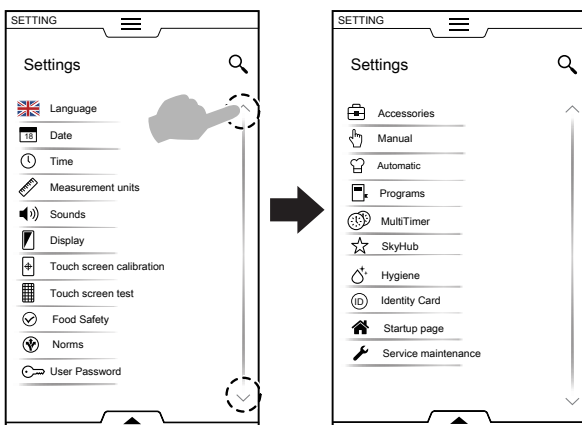 SETTING
Settings
Language
18
Date
Time
Measurement units
Sounds
Display
Touch screen calibration
Touch screen test
Food Safety
Norms
User Password
SETTING
Settings
Accessories
Manual
Automatic
Programs
MultiTimer
SkyHub
Hygiene
ID
Identity Card
Startup page
Service maintenance